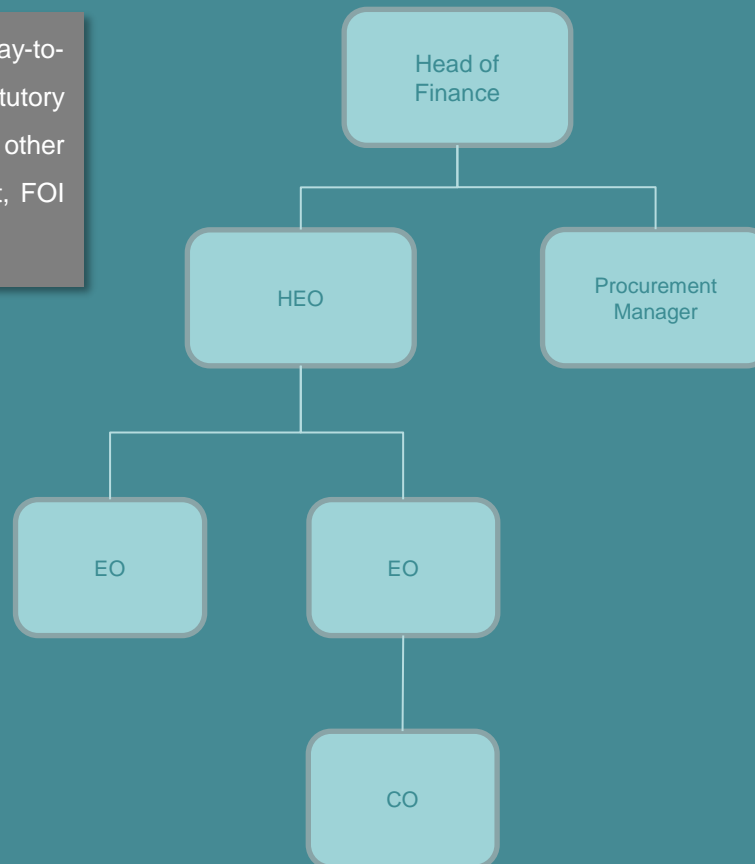 ay-to-
tutory
other
, FOI
Head of
Finance
HEO
Procurement
Manager
EO
EO
CO